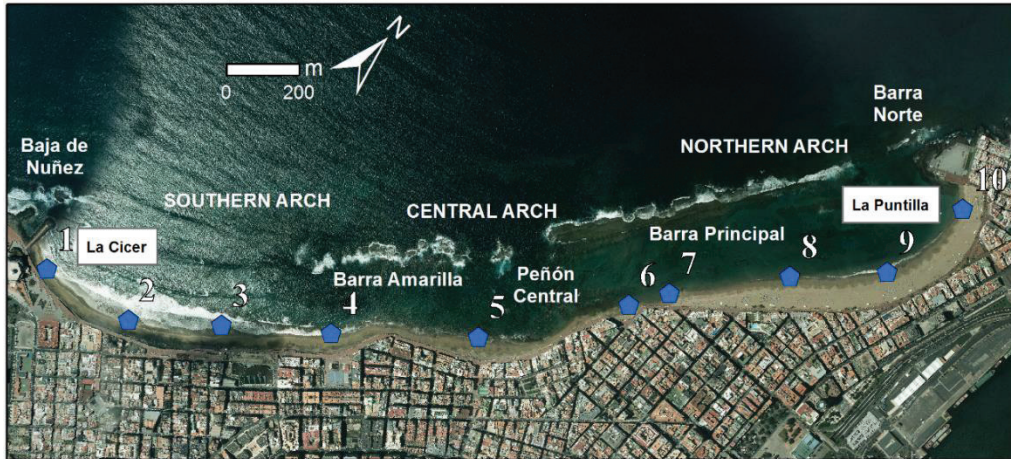 N
m
0 200
Barra
Norte
Baja de
Nuñez
NORTHERN ARCH
SOUTHERN ARCH
CENTRAL ARCH
10
La Puntilla
1
La Cicer
Barra Principal
Barra Amarilla
Peñón
Central
2
3
4
5
6
7
8
9